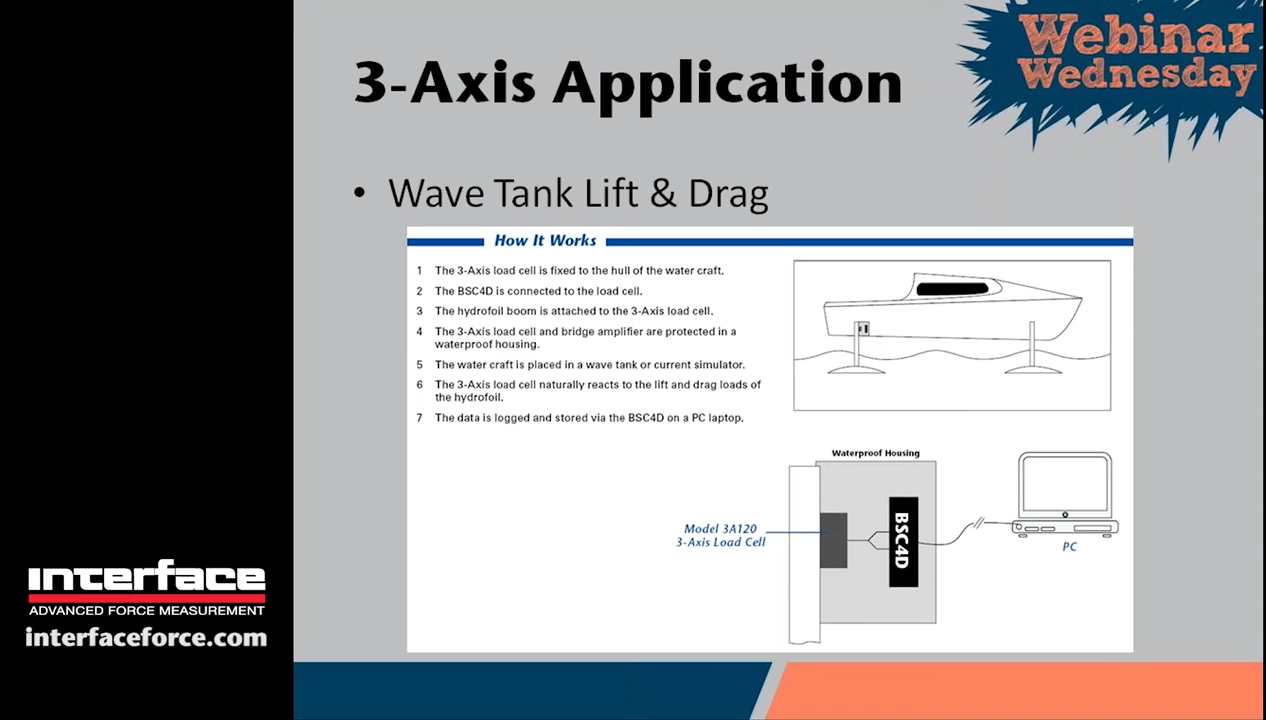 Webinar
Wednesday
3-Axis Application
• Wave Tank Lift & Drag
How It Works
1 The 3-Axis load cell is fixed to the hull of the water craft.
2 The BSC4D is connected to the load cell.
3 The hydrofoil boom is attached to the 3-Axis load cell.
4 The 3-Axis load cell and bridge amplifier are protected in a
waterproof housing.
5 The water craft is placed in a wave tank or current simulator.
6 The 3-Axis load cell naturally reacts to the lift and drag loads of
the hydrofoil.
7 The data is logged and stored via the BSC4D on a PC laptop.
Waterproof Housing
Model 3A120
3-Axis Load Cell
BSC4D
PC
interface
ADVANCED FORCE MEASUREMENT
interfaceforce.com